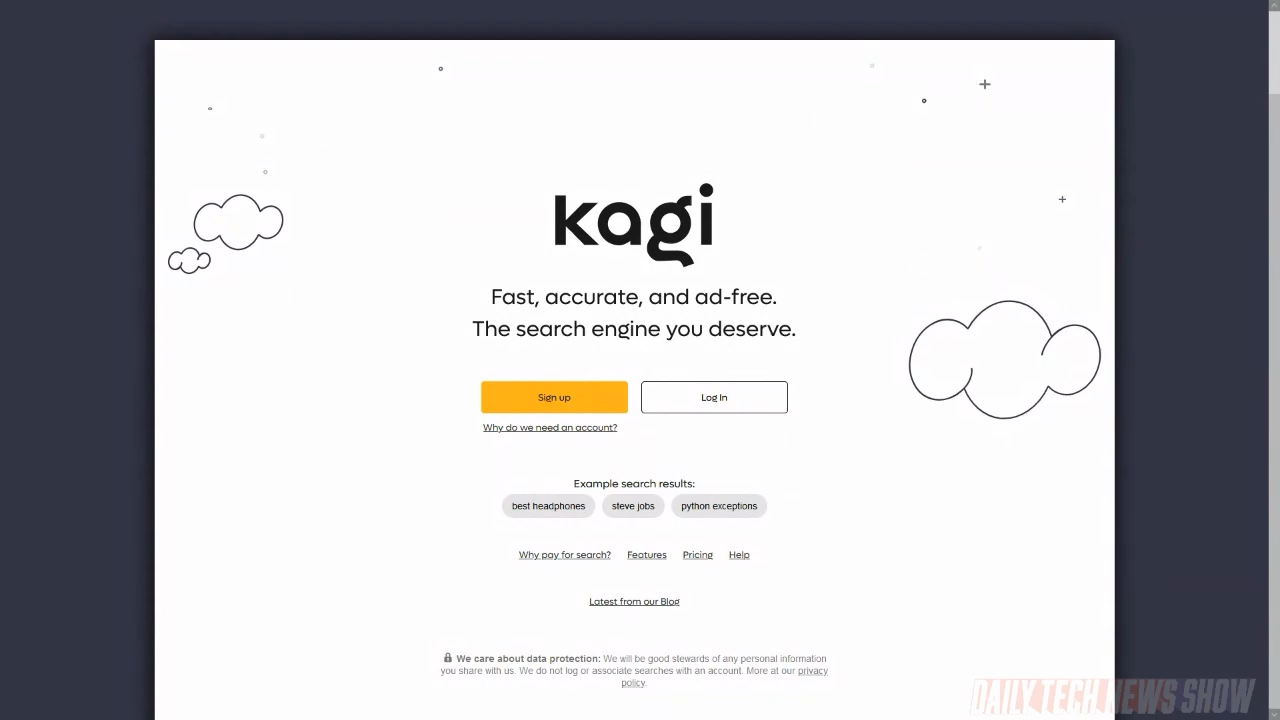 kagi
Fast, accurate, and ad-free.
The search engine you deserve.
Sign up
Log In
Why do we need an account?
Example search results:
best headphones
steve jobs
python exceptions
Why pay for search?
Features
Pricing
Help
Latest from our Blog
We care about data protection: We will be good stewards of any personal information
you share with us. We do not log or associate searches with an account. More at our privacy
policy.
DAILY TECH NEWS SHOW